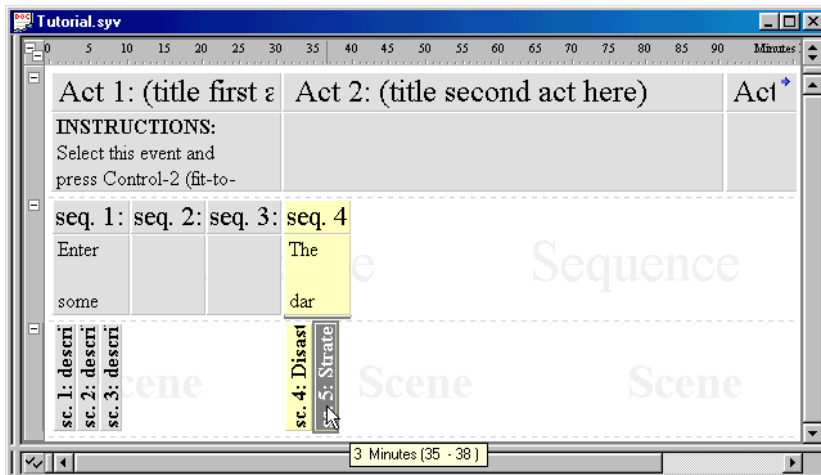 DOC Tutorial.syv
0 5 10 15 20 25 30 35 40 45 50 55 60 65 70 75 80 85 90 Minutes
Act 1: (title first a Act 2: (title second act here) Act
INSTRUCTIONS:
Select this event and
press Control-2 (fit-to-
seq. 1: seq. 2: seq. 3: seq. 4
Enter The
some dar
Sequence
sc. 1: descri
sc. 2: descri
sc. 3: descri
sc. 4: Disast
5: Strate
Scene Scene
3 Minutes (35 - 38 )